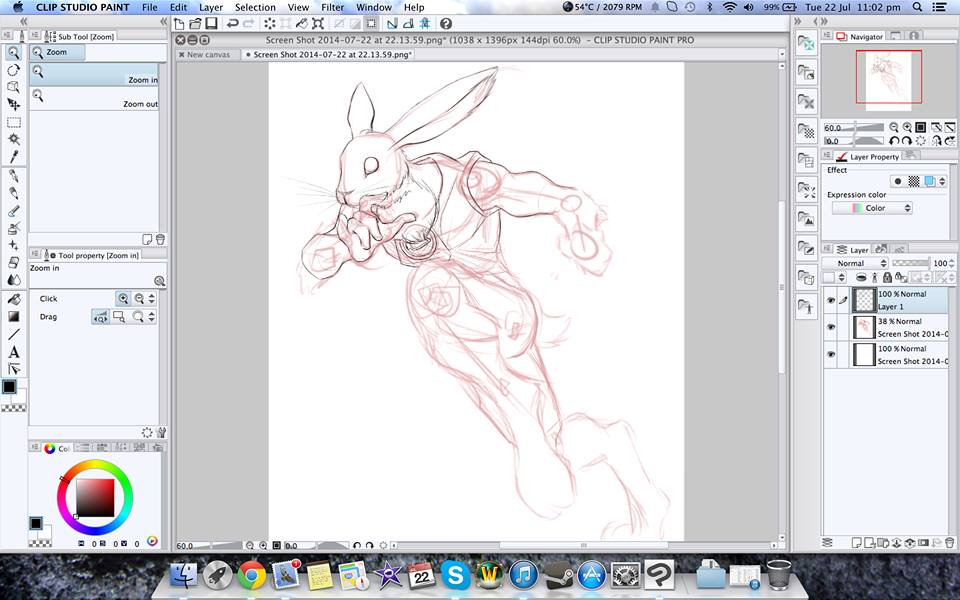 CLIP STUDIO PAINT File Edit Layer Selection View Filter Window Help 54°C / 2079 RPM 99% Tue 22 Jul 11:02 pm
Screen Shot 2014-07-22 at 22.13.59.png* (1038 x 1396px 144dpi 60.0%) - CLIP STUDIO PAINT PRO
New canvas Screen Shot 2014-07-22 at 22.13.59.png*
Sub Tool [Zoom]
Zoom
Zoom in
Zoom out
Tool property [Zoom in]
Zoom in
Click
Drag
A
Co
H 0 S 0 V 0
60.0 0.0
Navigator
60.0
0.0
Layer Property
Effect
Expression color
Color
Layer
Normal 100
100 % Normal
Layer 1
38 % Normal
Screen Shot 2014-0
100 % Normal
Screen Shot 2014-0
1
22
S
W